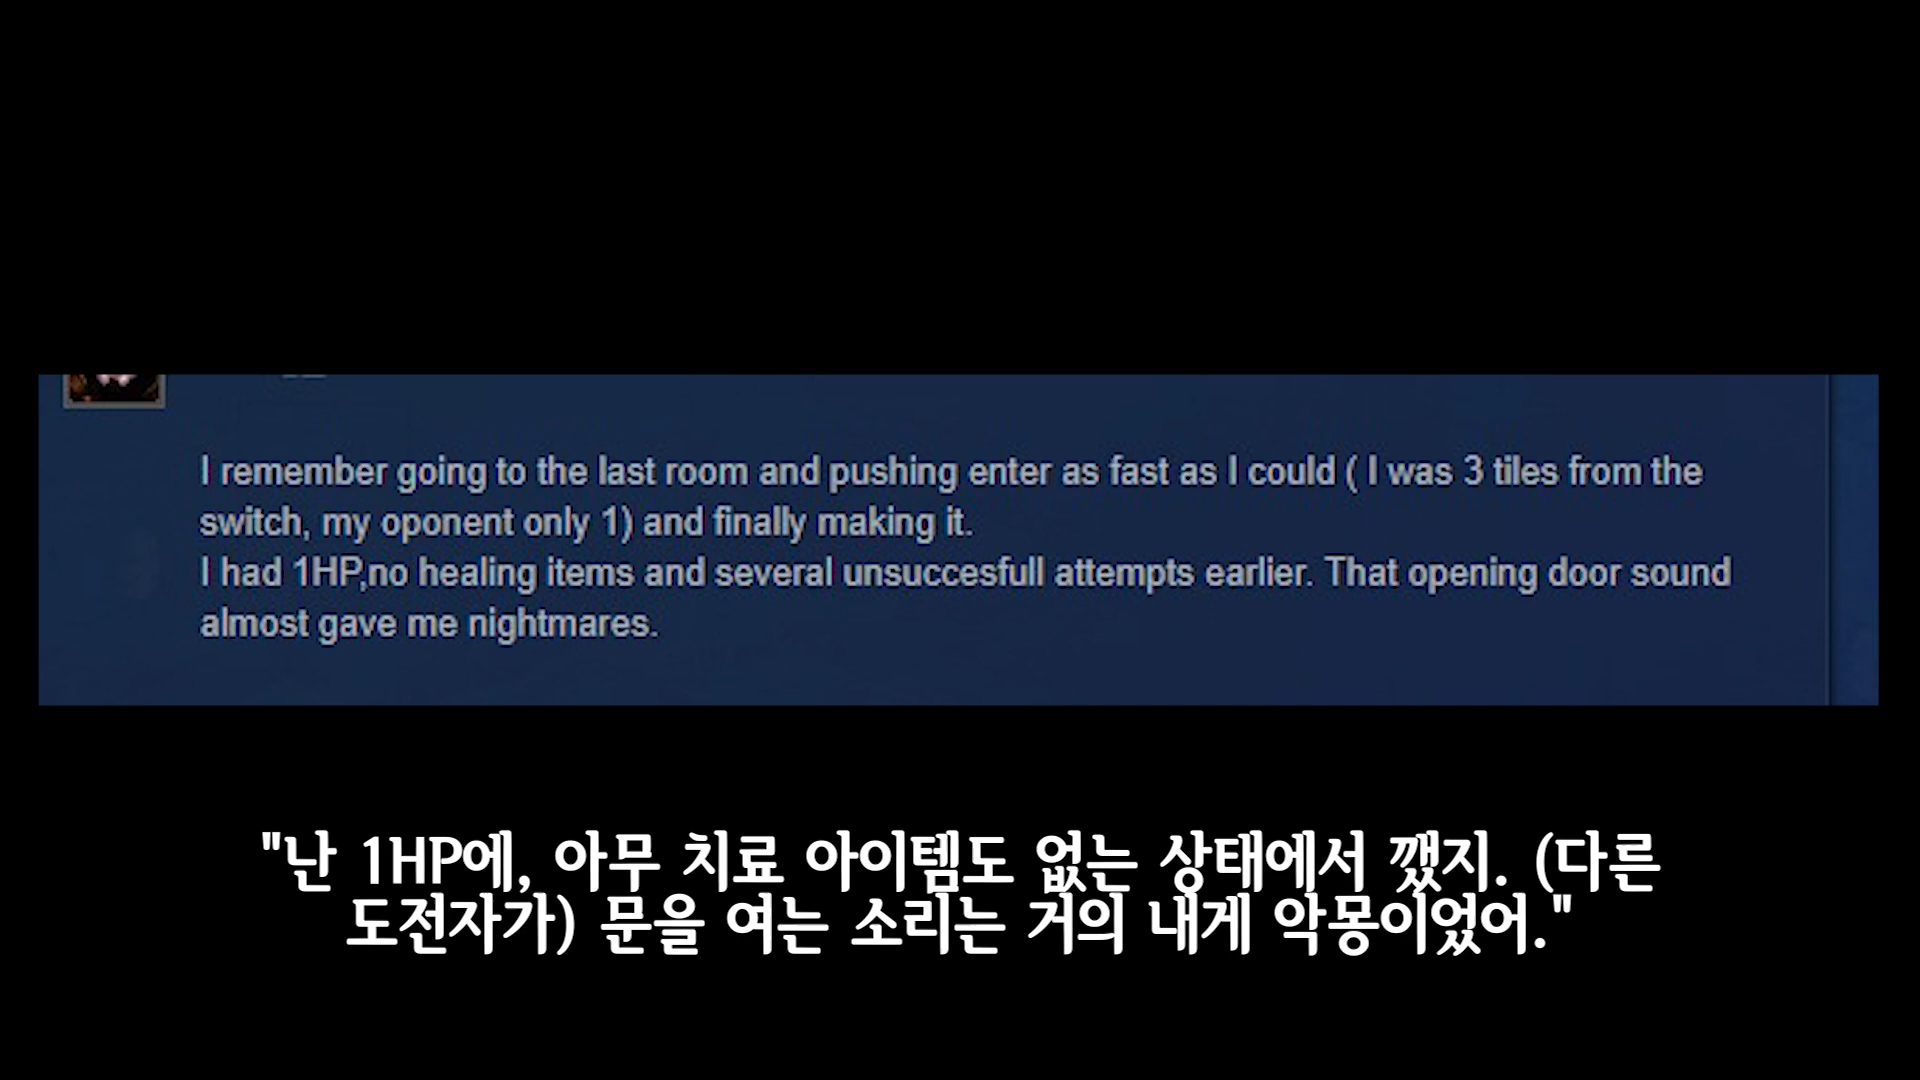 I remember going to the last room and pushing enter as fast as I could ( I was 3 tiles from the
switch, my oponent only 1) and finally making it.
I had 1HP,no healing items and several unsuccesfull attempts earlier. That opening door sound
almost gave me nightmares.
"난 1HP에, 아무 치료 아이템도 없는 상태에서 깼지. (다른
도전자가) 문을 여는 소리는 거의 내게 악몽이었어."